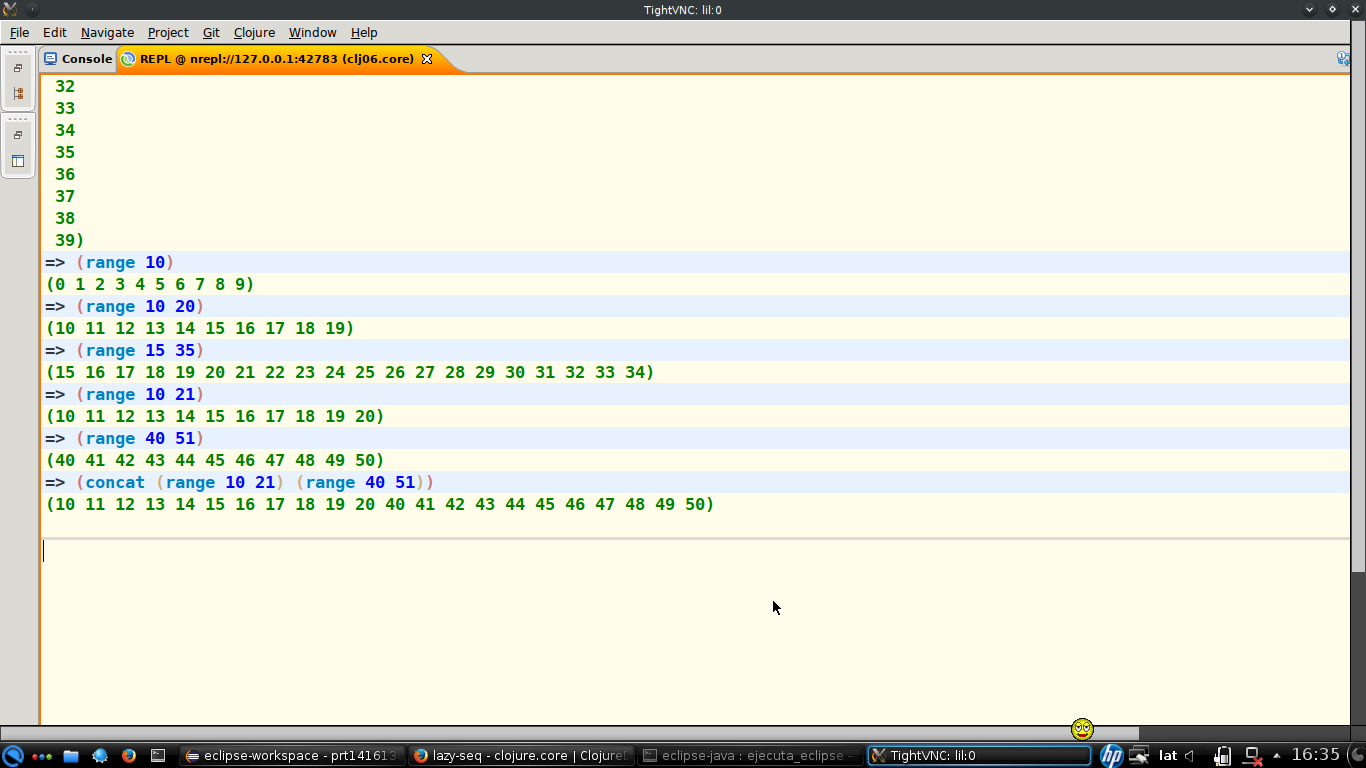 TightVNC: lil:0
File Edit Navigate Project Git Clojure Window Help
Console REPL @ nrepl://127.0.0.1:42783 (clj06.core)
32
33
34
35
36
37
38
39)
=> (range 10)
(0 1 2 3 4 5 6 7 8 9)
=> (range 10 20)
(10 11 12 13 14 15 16 17 18 19)
=> (range 15 35)
(15 16 17 18 19 20 21 22 23 24 25 26 27 28 29 30 31 32 33 34)
=> (range 10 21)
(10 11 12 13 14 15 16 17 18 19 20)
=> (range 40 51)
(40 41 42 43 44 45 46 47 48 49 50)
=> (concat (range 10 21) (range 40 51))
(10 11 12 13 14 15 16 17 18 19 20 40 41 42 43 44 45 46 47 48 49 50)
eclipse-workspace - prt141613 lazy-seq - clojure.core | Clojure eclipse-java : ejecuta_eclipse – TightVNC: lil:0 hp lat 16:35